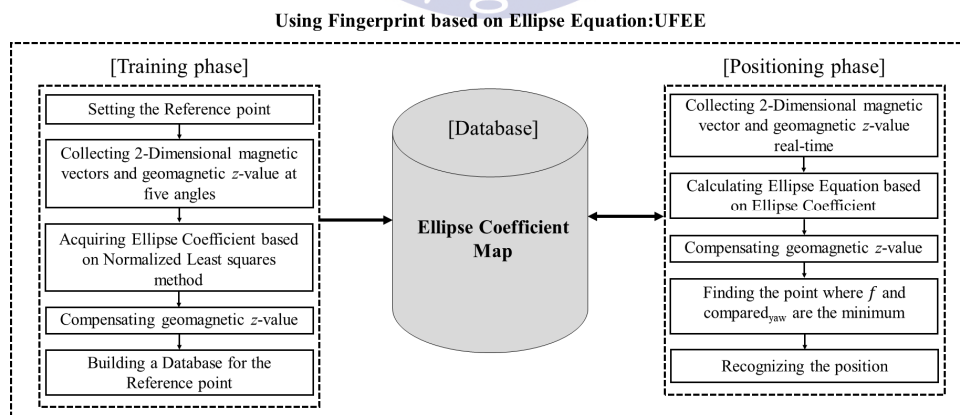 Using Fingerprint based on Ellipse Equation:UFEE
[Training phase]
Setting the Reference point
Collecting 2-Dimensional magnetic
vectors and geomagnetic z-value at
five angles
Acquiring Ellipse Coefficient based
on Normalized Least squares
method
Compensating geomagnetic z-value
Building a Database for the
Reference point
[Database]
Ellipse Coefficient
Map
[Positioning phase]
Collecting 2-Dimensional magnetic
vector and geomagnetic z-value
real-time
Calculating Ellipse Equation based
on Ellipse Coefficient
Compensating geomagnetic z-value
Finding the point where f and
compared_yaw are the minimum
Recognizing the position